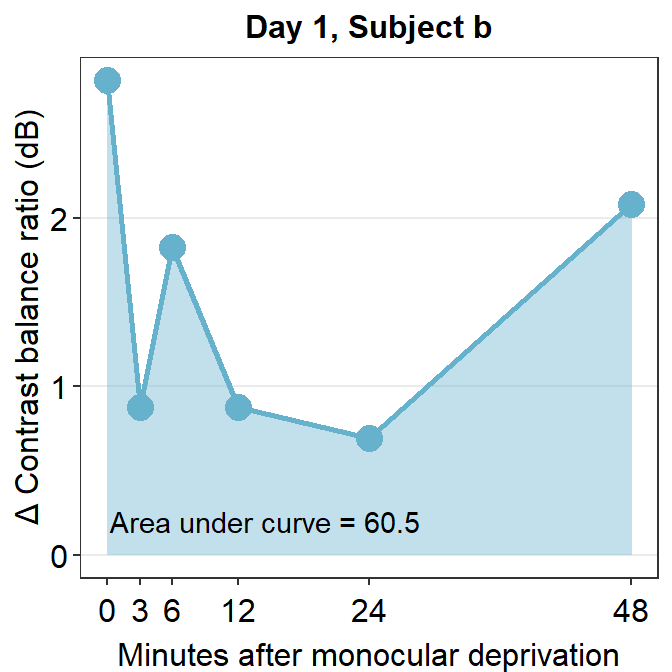 Day 1, Subject b
Δ Contrast balance ratio (dB)
2
1
0
Area under curve = 60.5
0 3 6 12 24 48
Minutes after monocular deprivation